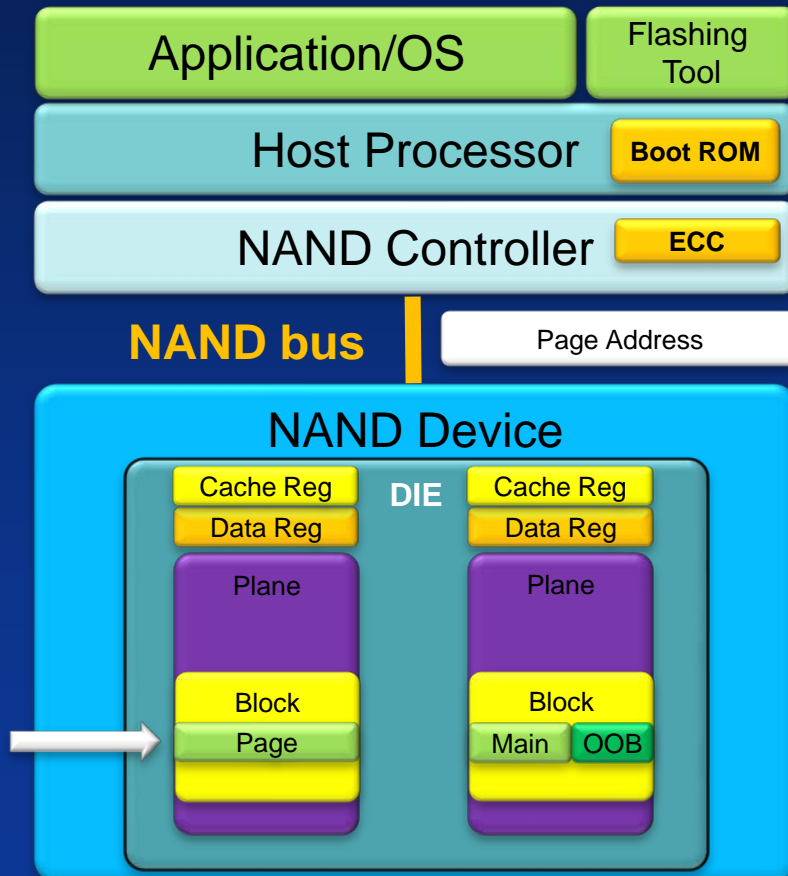 Application/OS
Flashing
Tool
Host Processor
Boot ROM
NAND Controller
ECC
NAND bus
Page Address
NAND Device
DIE
Cache Reg
Data Reg
Plane
Block
Page
Cache Reg
Data Reg
Plane
Block
Main
OOB